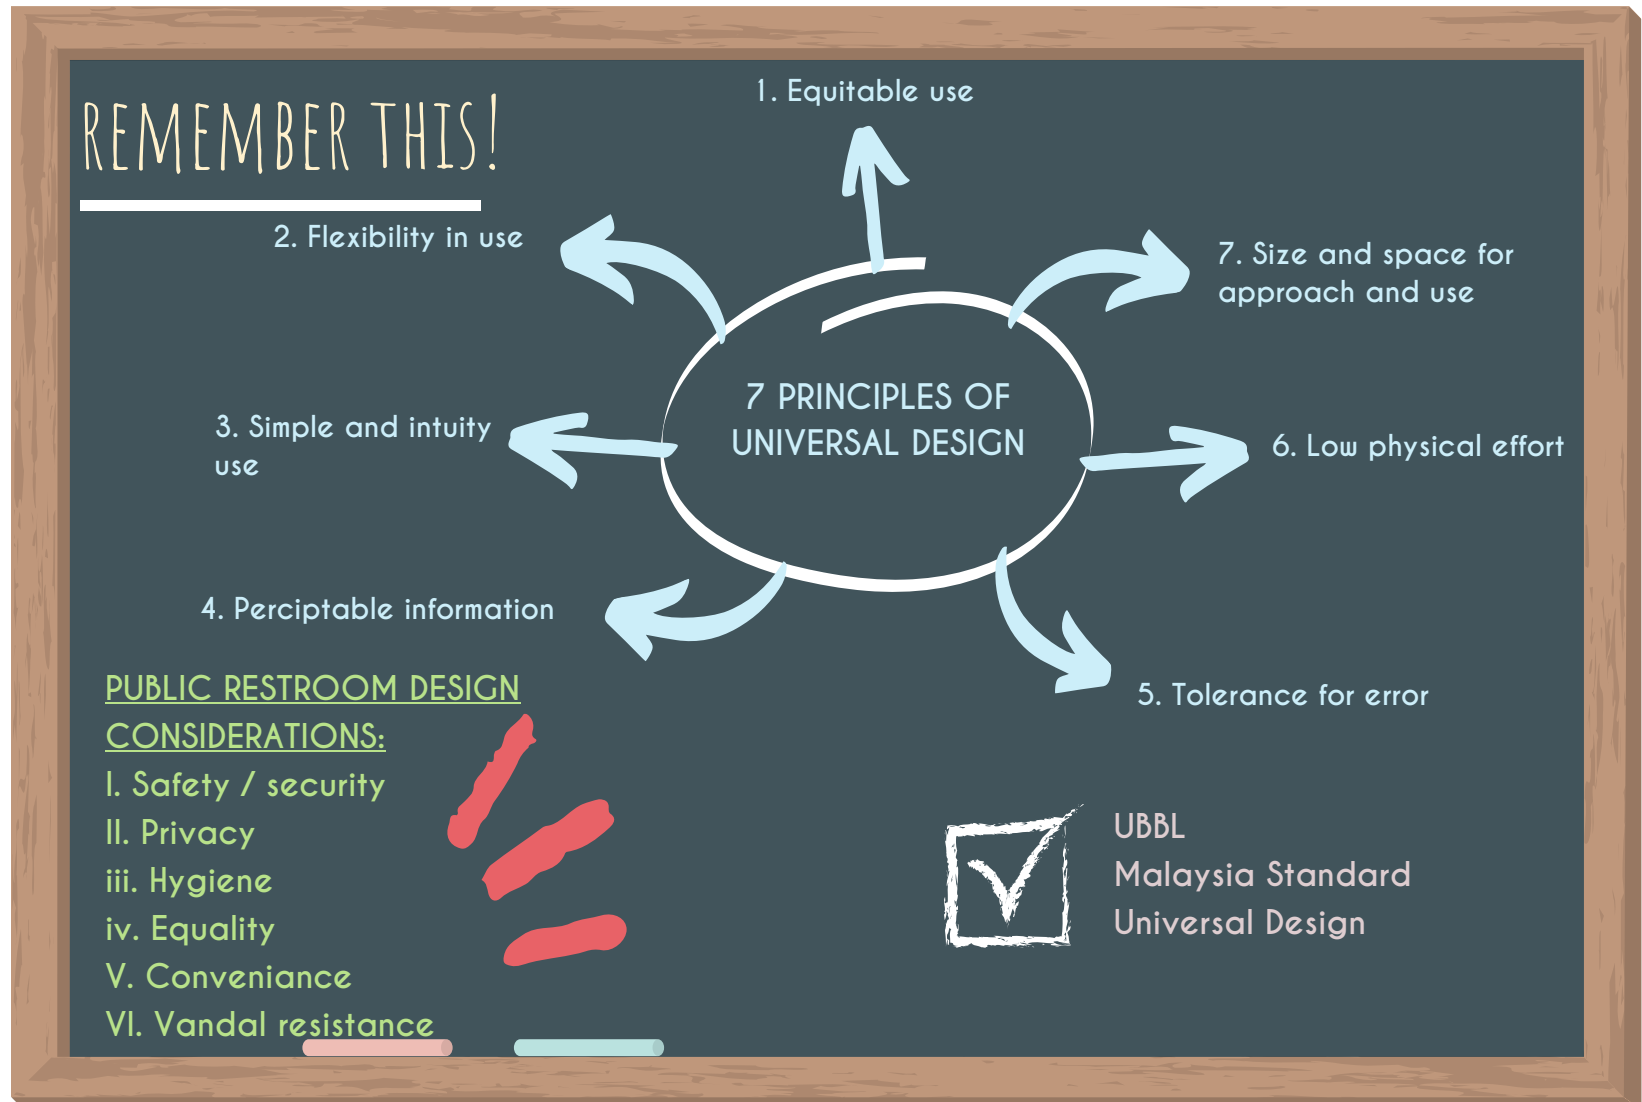 REMEMBER THIS!
1. Equitable use
2. Flexibility in use
3. Simple and intuity
use
4. Perciptable information
5. Tolerance for error
6. Low physical effort
7. Size and space for
approach and use
7 PRINCIPLES OF
UNIVERSAL DESIGN
PUBLIC RESTROOM DESIGN
CONSIDERATIONS:
I. Safety / security
II. Privacy
iii. Hygiene
iv. Equality
V. Conveniance
VI. Vandal resistance
UBBL
Malaysia Standard
Universal Design